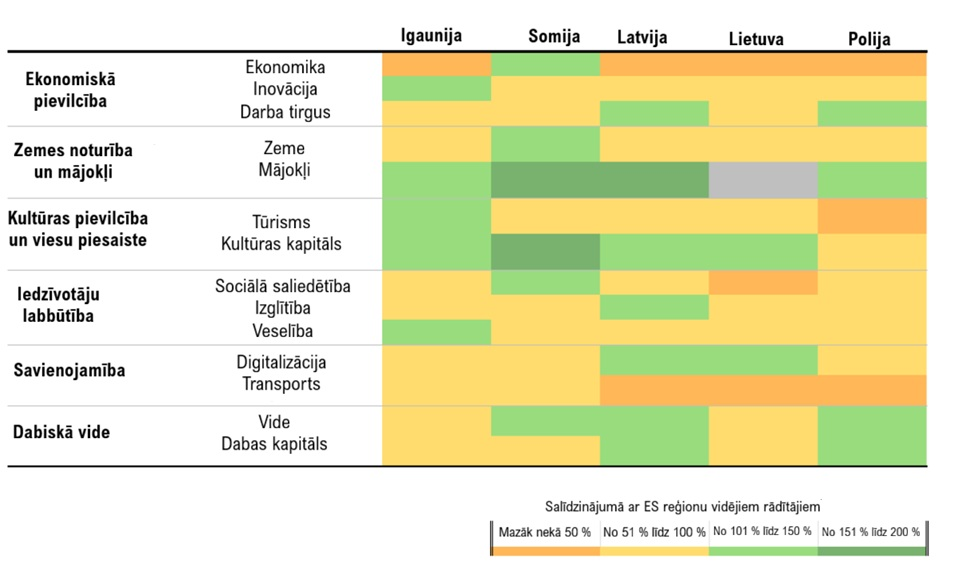 Igaunija Somija Latvija Lietuva Polija
Ekonomiskā
pievilcība
Ekonomika
Inovācija
Darba tirgus
Zemes noturība
un mājokļi
Zeme
Mājokļi
Kultūras pievilcība
un viesu piesaiste
Tūrisms
Kultūras kapitāls
Iedzīvotāju
labbūtība
Sociālā saliedētība
Izglītība
Veselība
Savienojamība
Digitalizācija
Transports
Dabiskā vide
Vide
Dabas kapitāls
Salīdzinājumā ar ES reģionu vidējiem rādītājiem
Mazāk nekā 50 % No 51 % līdz 100 % No 101 % līdz 150 % No 151 % līdz 200 %